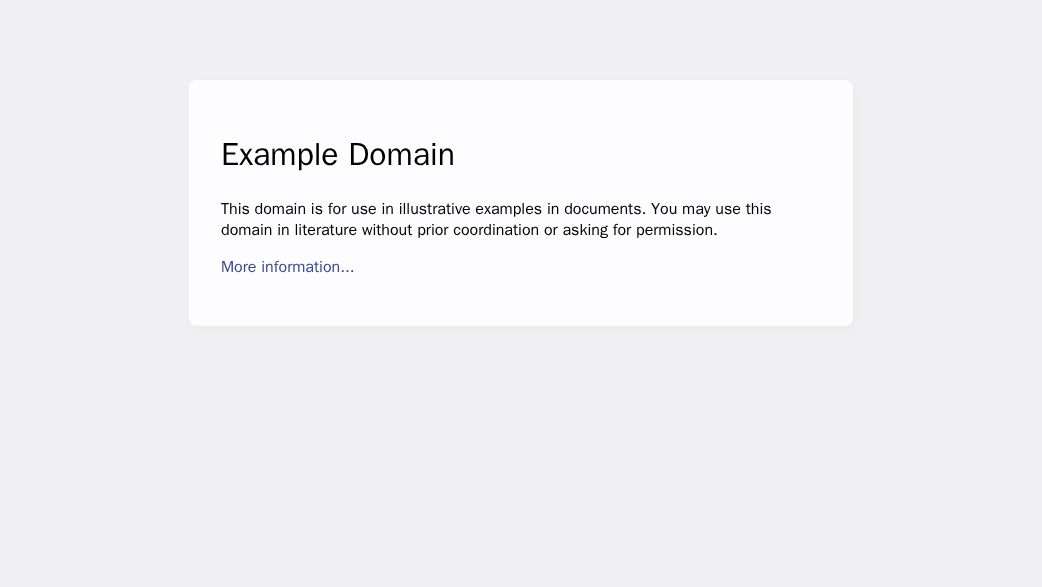 Example Domain
This domain is for use in illustrative examples in documents. You may use this
domain in literature without prior coordination or asking for permission.
More information...